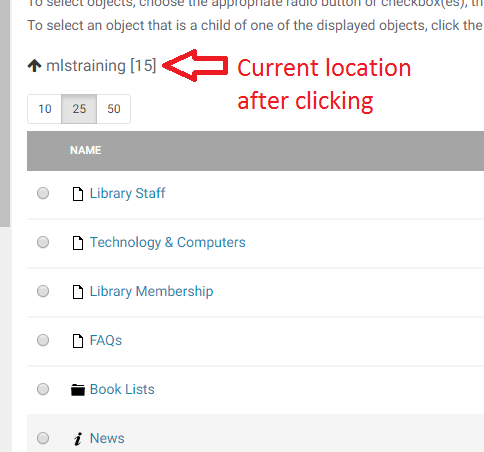 To select objects, choose the appropriate radio button or checkbox(es), th
To select an object that is a child of one of the displayed objects, click the
mlstraining [15]
Current location
after clicking
10 25 50
NAME
Library Staff
Technology & Computers
Library Membership
FAQs
Book Lists
News